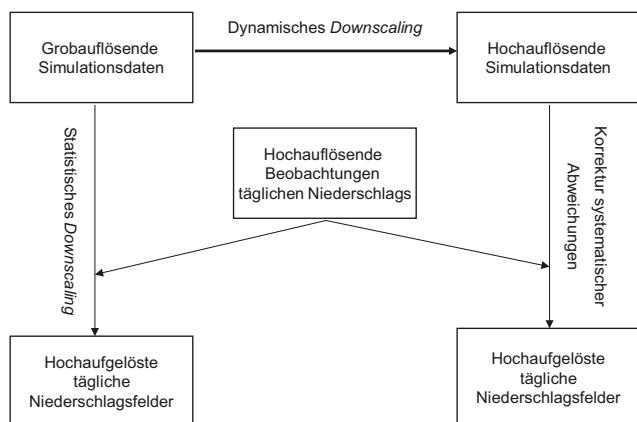 Dynamisches Downscaling
Grobauflösende
Simulationsdaten
Hochauflösende
Simulationsdaten
Statistisches Downscaling
Hochauflösende
Beobachtungen
täglichen Niederschlags
Korrektur systematischer
Abweichungen
Hochaufgelöste
tägliche
Niederschlagsfelder
Hochaufgelöste
tägliche
Niederschlagsfelder